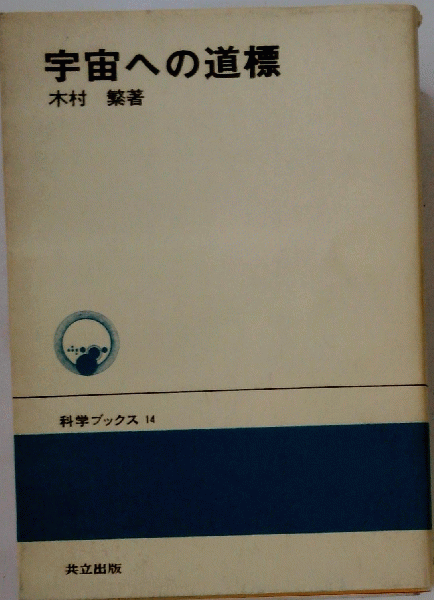 宇宙への道標
木村 繁著
科学ブックス 14
共立出版